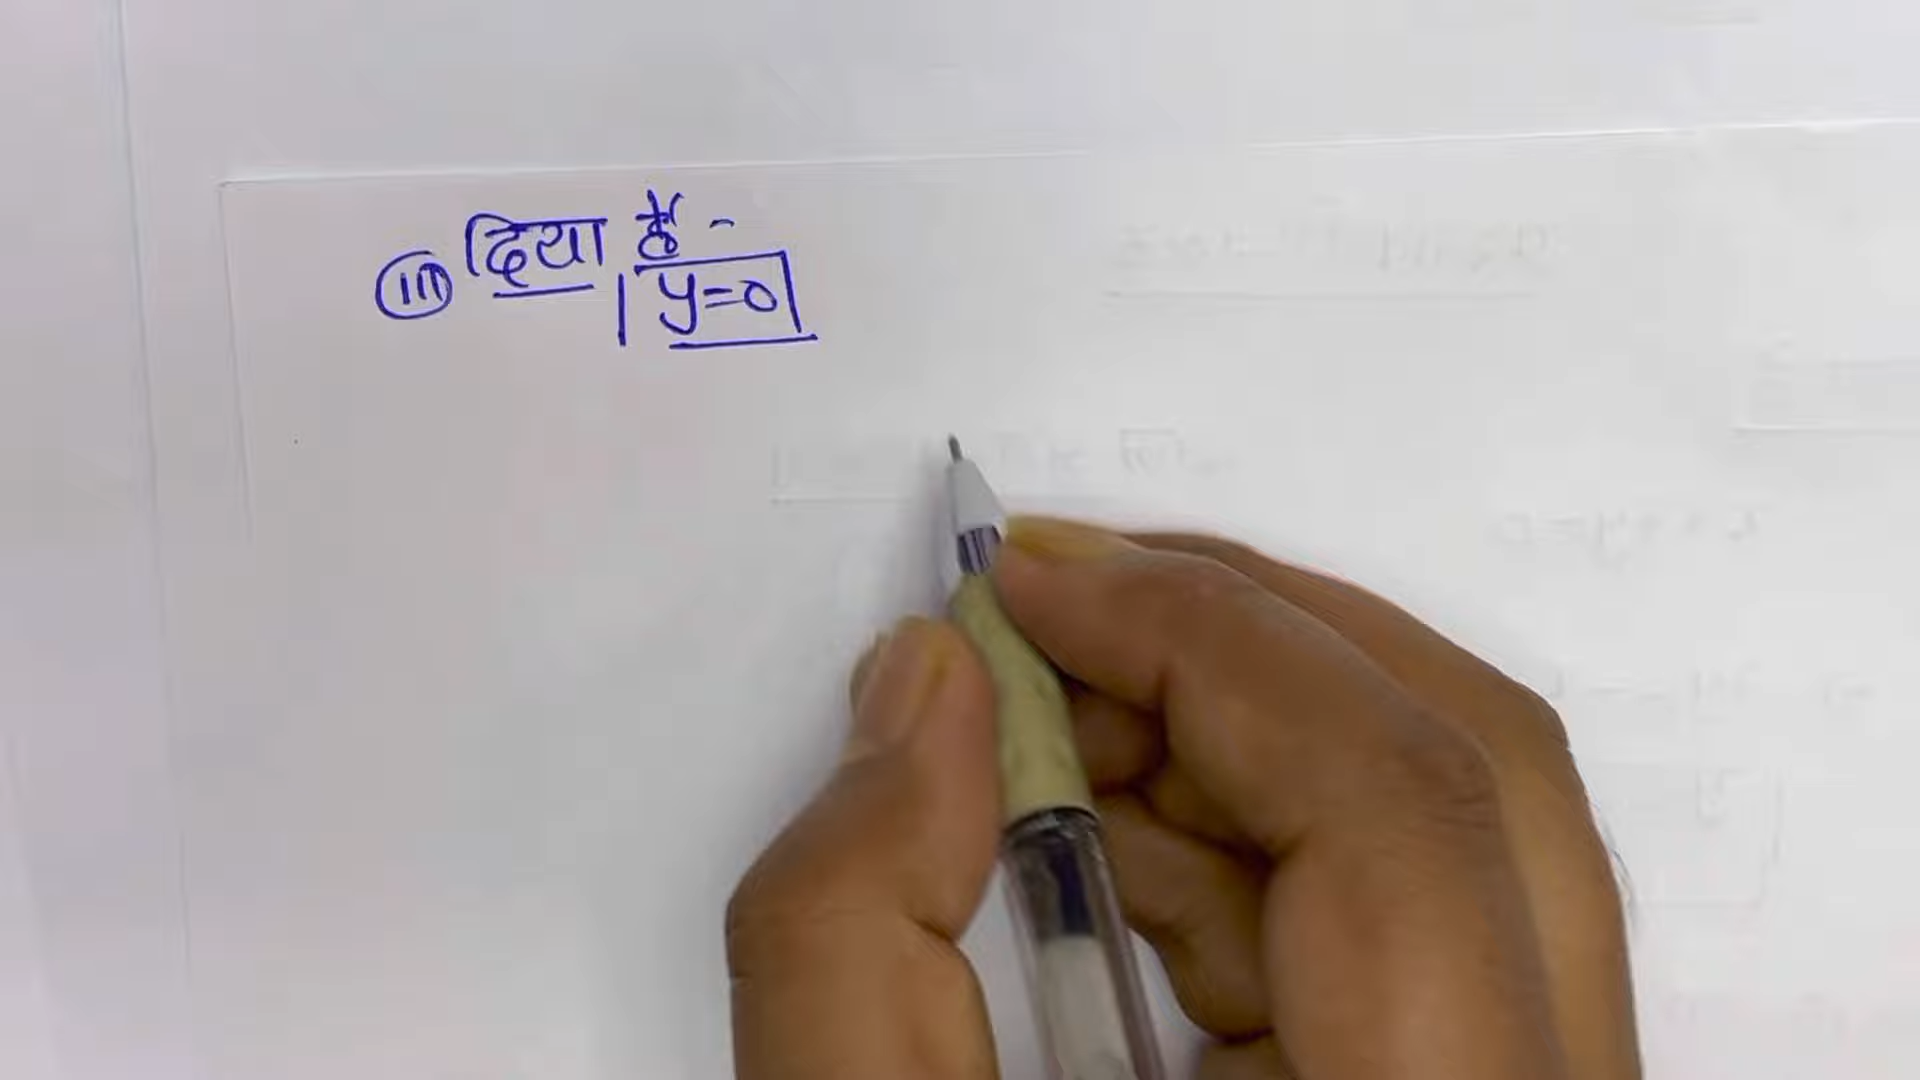 (iii) दिया है -
y=0